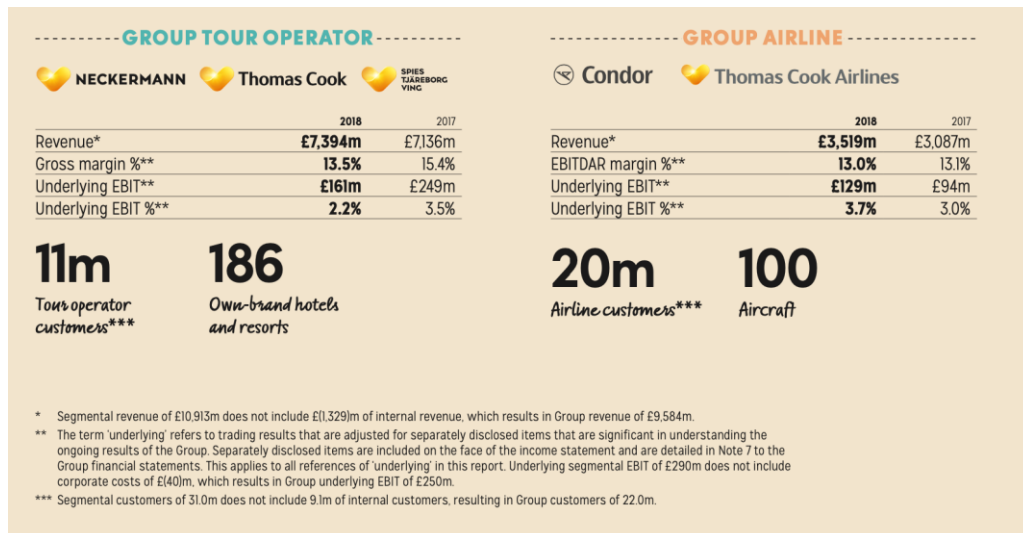 GROUP TOUR OPERATOR
NECKERMANN Thomas Cook SPIES
TJÄREBORG
VING
2018 2017
Revenue* £7,394m £7,136m
Gross margin %** 13.5% 15.4%
Underlying EBIT** £161m £249m
Underlying EBIT %** 2.2% 3.5%
11m
Tour operator
customers***
186
Own-brand hotels
and resorts
GROUP AIRLINE
Condor Thomas Cook Airlines
2018 2017
Revenue* £3,519m £3,087m
EBITDAR margin %** 13.0% 13.1%
Underlying EBIT** £129m £94m
Underlying EBIT %** 3.7% 3.0%
20m
Airline customers***
100
Aircraft
* Segmental revenue of £10,913m does not include £(1,329)m of internal revenue, which results in Group revenue of £9,584m.
** The term ‘underlying’ refers to trading results that are adjusted for separately disclosed items that are significant in understanding the
ongoing results of the Group. Separately disclosed items are included on the face of the income statement and are detailed in Note 7 to the
Group financial statements. This applies to all references of ‘underlying’ in this report. Underlying segmental EBIT of £290m does not include
corporate costs of £(40)m, which results in Group underlying EBIT of £250m.
*** Segmental customers of 31.0m does not include 9.1m of internal customers, resulting in Group customers of 22.0m.